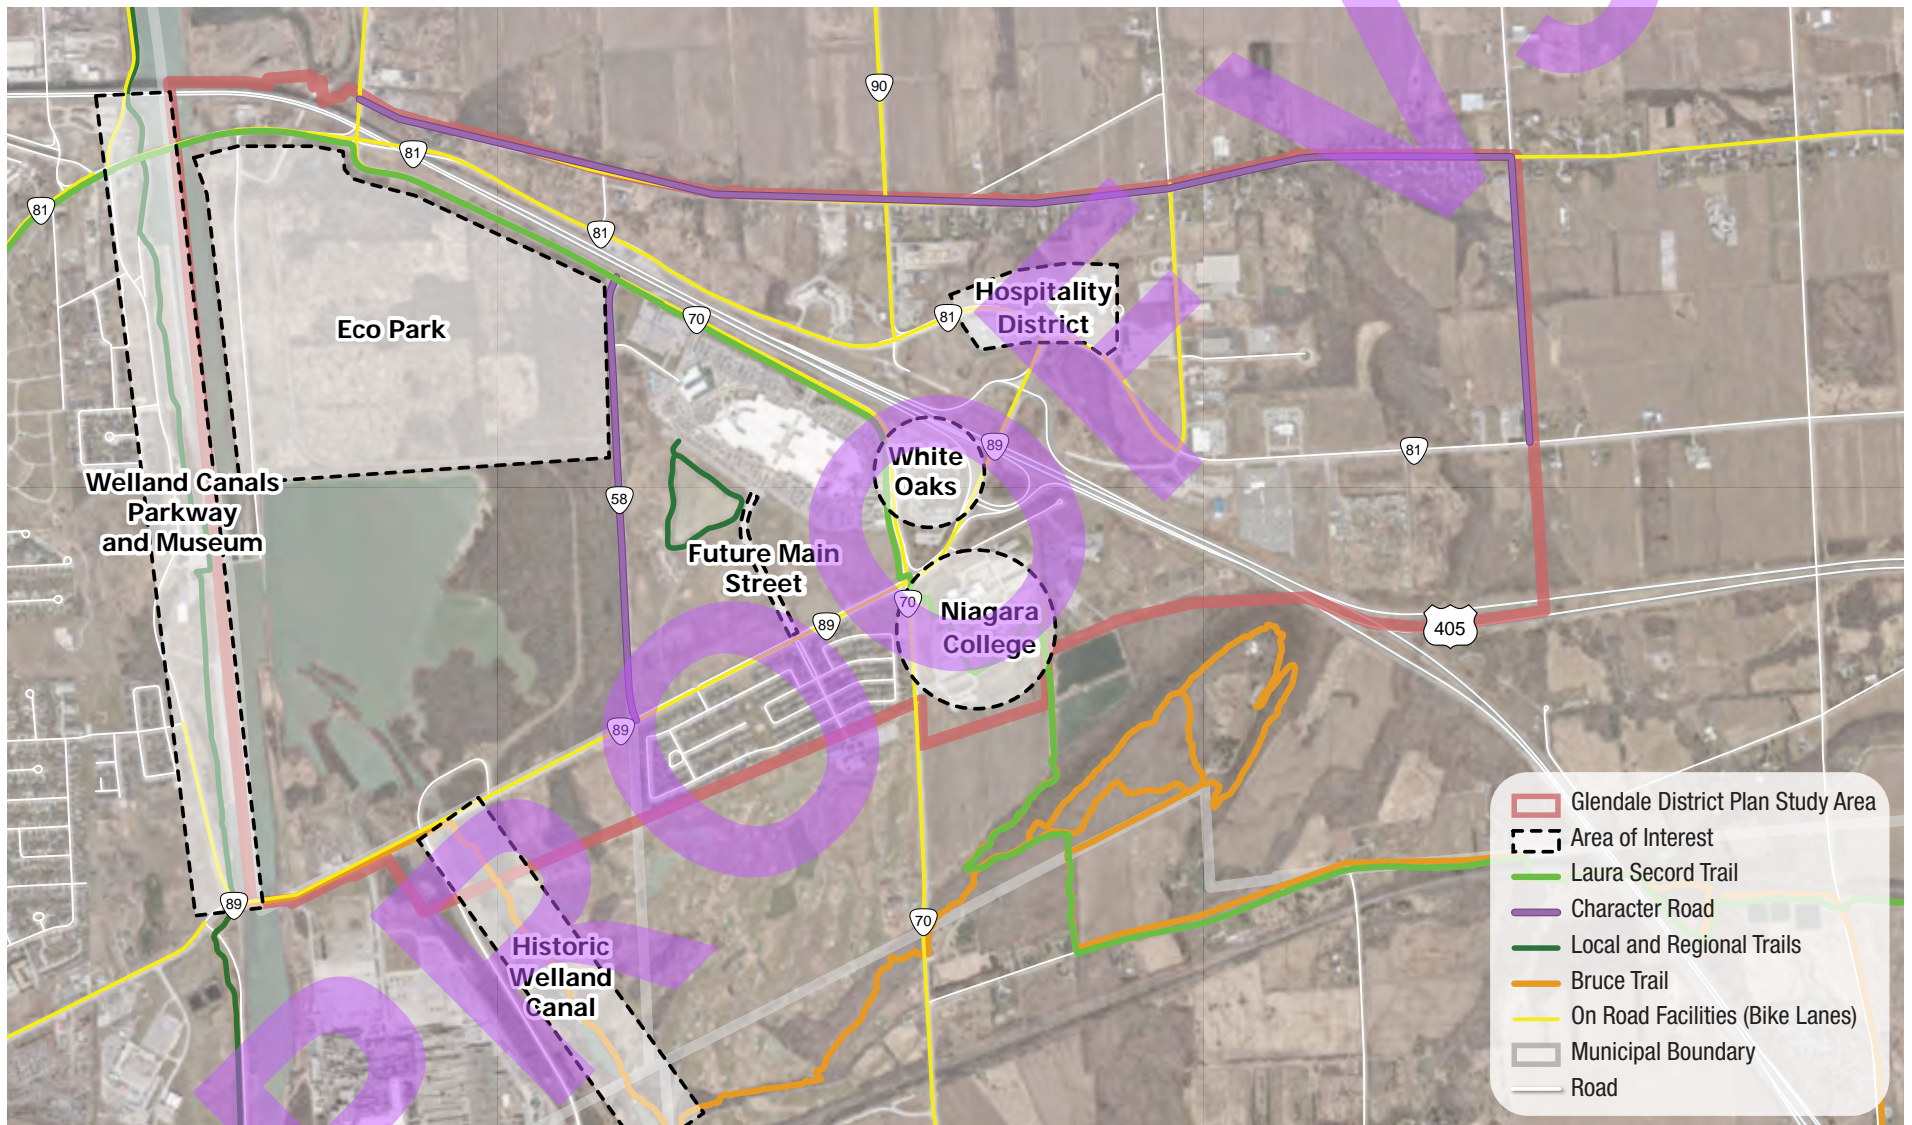 90
81
81
81
Hospitality
District
81
Eco Park
70
White
Oaks
89
81
Welland Canals
Parkway
and Museum
58
Future Main
Street
70
89
Niagara
College
405
89
89
70
Historic
Welland
Canal
Glendale District Plan Study Area
Area of Interest
Laura Secord Trail
Character Road
Local and Regional Trails
Bruce Trail
On Road Facilities (Bike Lanes)
Municipal Boundary
Road